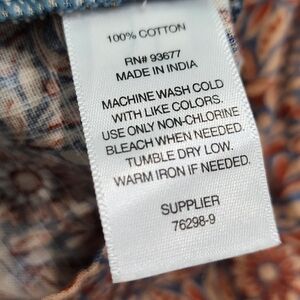 100% COTTON
RN# 93677
MADE IN INDIA
MACHINE WASH COLD
WITH LIKE COLORS.
USE ONLY NON-CHLORINE
BLEACH WHEN NEEDED.
TUMBLE DRY LOW.
WARM IRON IF NEEDED.
SUPPLIER
76298-9